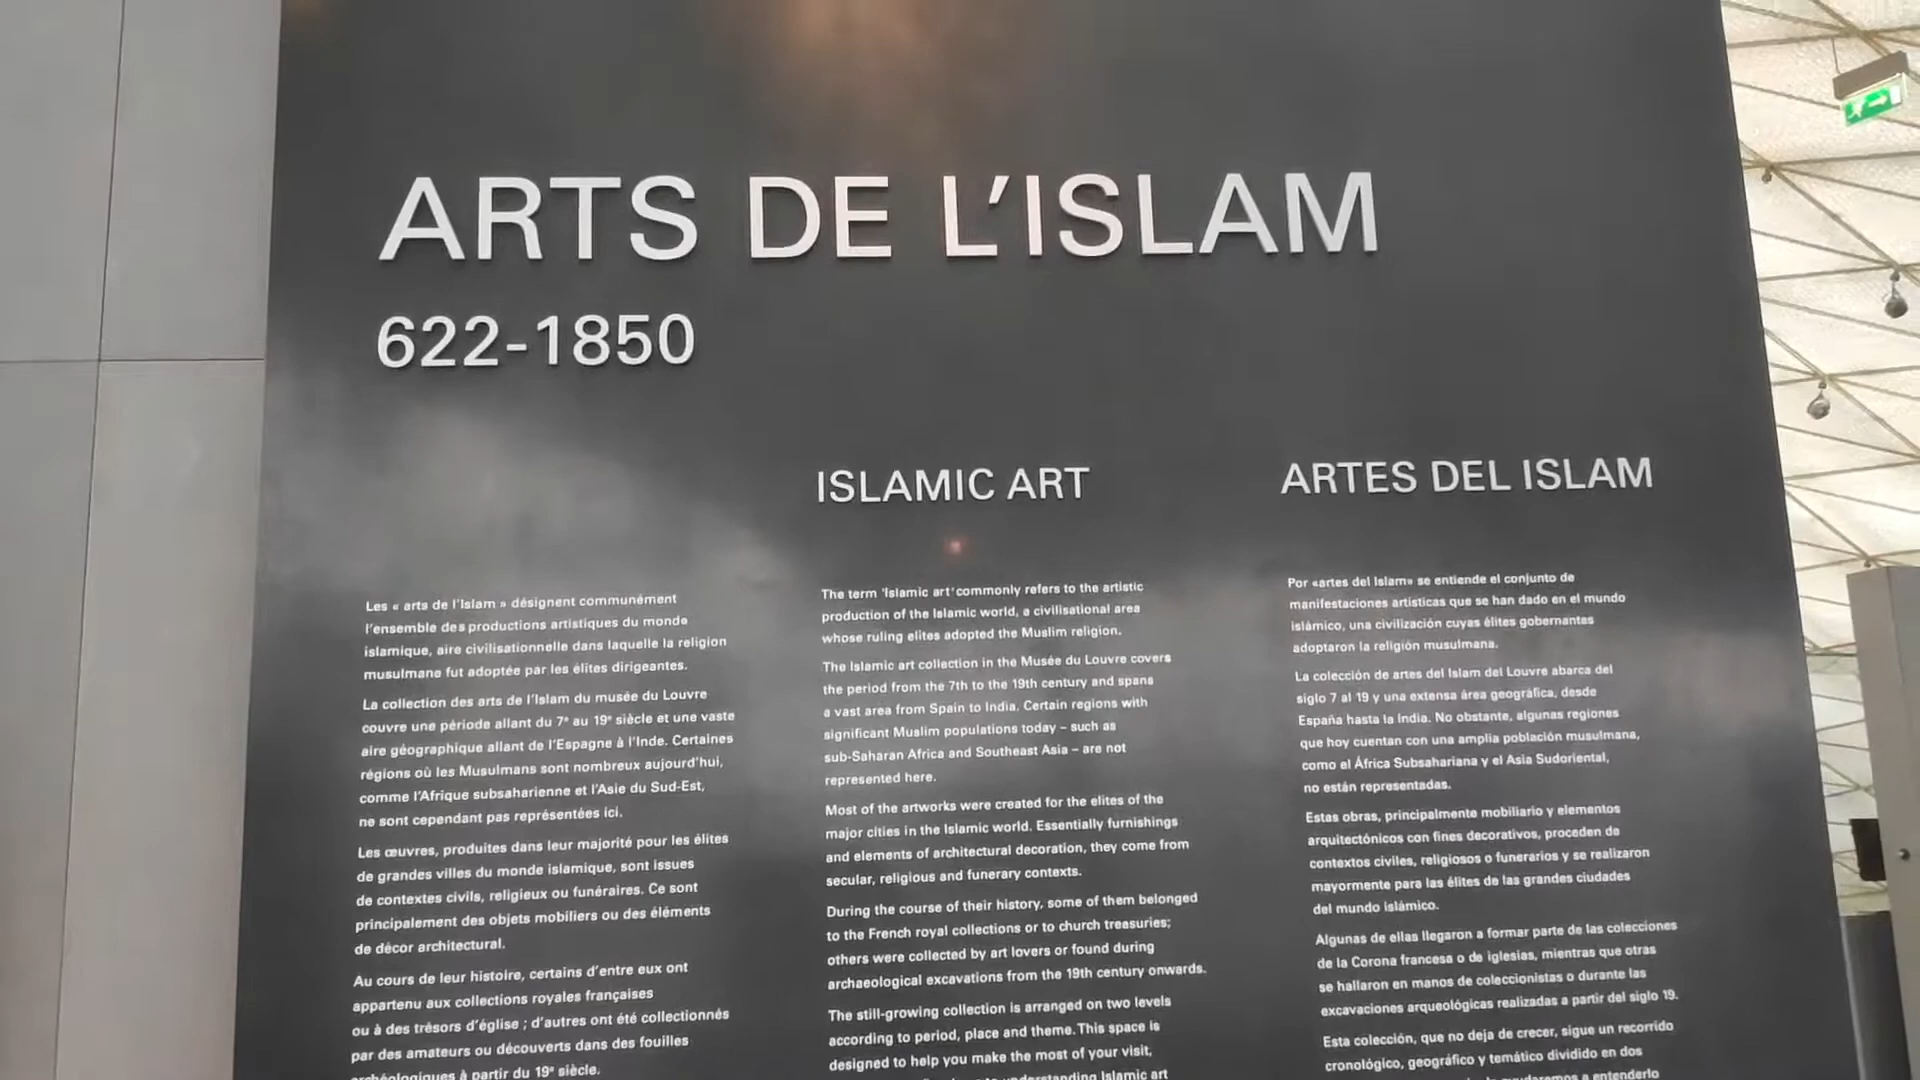 ARTS DE L'ISLAM
622-1850
Les « arts de l'Islam » désignent communément
l'ensemble des productions artistiques du monde
islamique, aire civilisationnelle dans laquelle la religion
musulmane fut adoptée par les élites dirigeantes.
La collection des arts de l'Islam du musée du Louvre
couvre une période allant du 7e au 19e siècle et une vaste
aire géographique allant de l'Espagne à l'Inde. Certaines
régions où les Musulmans sont nombreux aujourd'hui,
comme l'Afrique subsaharienne et l'Asie du Sud-Est,
ne sont cependant pas représentées ici.
Les œuvres, produites dans leur majorité pour les élites
de grandes villes du monde islamique, sont issues
de contextes civils, religieux ou funéraires. Ce sont
principalement des objets mobiliers ou des éléments
de décor architectural.
Au cours de leur histoire, certains d'entre eux ont
appartenu aux collections royales françaises
ou à des trésors d'église ; d'autres ont été collectionnés
par des amateurs ou découverts dans des fouilles
archéologiques à partir du 19e siècle.
ISLAMIC ART
The term 'Islamic art' commonly refers to the artistic
production of the Islamic world, a civilisational area
whose ruling elites adopted the Muslim religion.
The Islamic art collection in the Musée du Louvre covers
the period from the 7th to the 19th century and spans
a vast area from Spain to India. Certain regions with
significant Muslim populations today – such as
sub-Saharan Africa and Southeast Asia – are not
represented here.
Most of the artworks were created for the elites of the
major cities in the Islamic world. Essentially furnishings
and elements of architectural decoration, they come from
secular, religious and funerary contexts.
During the course of their history, some of them belonged
to the French royal collections or to church treasuries;
others were collected by art lovers or found during
archaeological excavations from the 19th century onwards.
The still-growing collection is arranged on two levels
according to period, place and theme. This space is
designed to help you make the most of your visit,
understanding Islamic art
ARTES DEL ISLAM
Por «artes del Islam» se entiende el conjunto de
manifestaciones artísticas que se han dado en el mundo
islámico, una civilización cuyas élites gobernantas
adoptaron la religión musulmana.
La colección de artes del Islam del Louvre abarca del
siglo 7 al 19 y una extensa área geográfica, desde
España hasta la India. No obstante, algunas regiones
que hoy cuentan con una amplia población musulmana,
como el África Subsahariana y el Asia Sudoriental,
no están representadas.
Estas obras, principalmente mobiliario y elementos
arquitectónicos con fines decorativos, proceden de
contextos civiles, religiosos o funerarios y se realizaron
mayormente para las élites de las grandes ciudades
del mundo islámico.
Algunas de ellas llegaron a formar parte de las colecciones
de la Corona francesa o de iglesias, mientras que otras
se hallaron en manos de coleccionistas o durante las
excavaciones arqueológicas realizadas a partir del siglo 19.
Esta colección, que no deja de crecer, sigue un recorrido
cronológico, geográfico y temático dividido en dos
a entenderlo